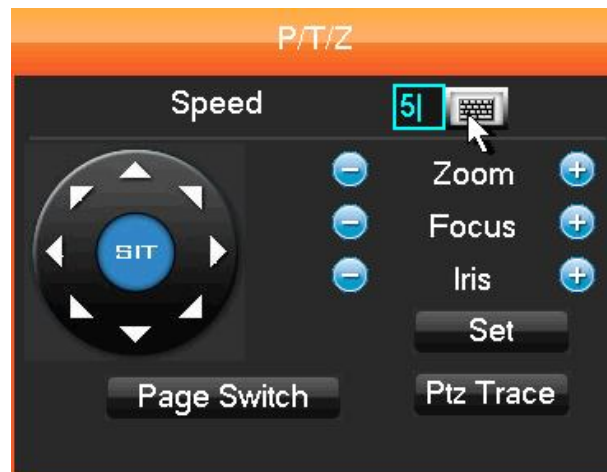 P/T/Z
Speed 5
Zoom
Focus
SIT
Iris
Set
Page Switch Ptz Trace